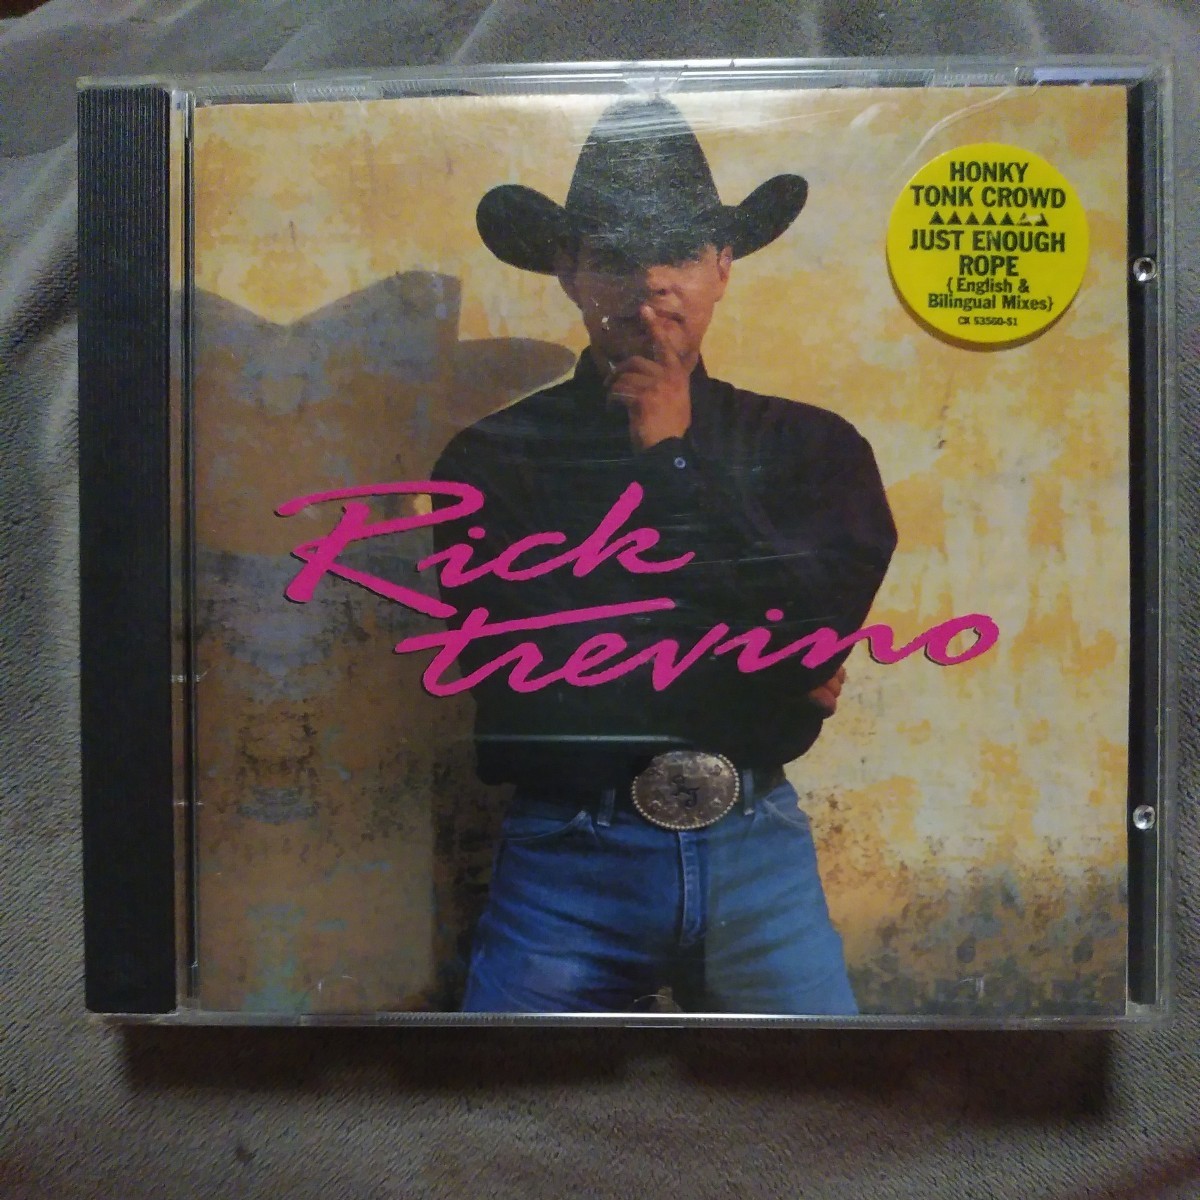 HONKY
TONK CROWD
JUST ENOUGH
ROPE
{English &
Bilingual Mixes}
CK 53560-S1
Rick
trevino